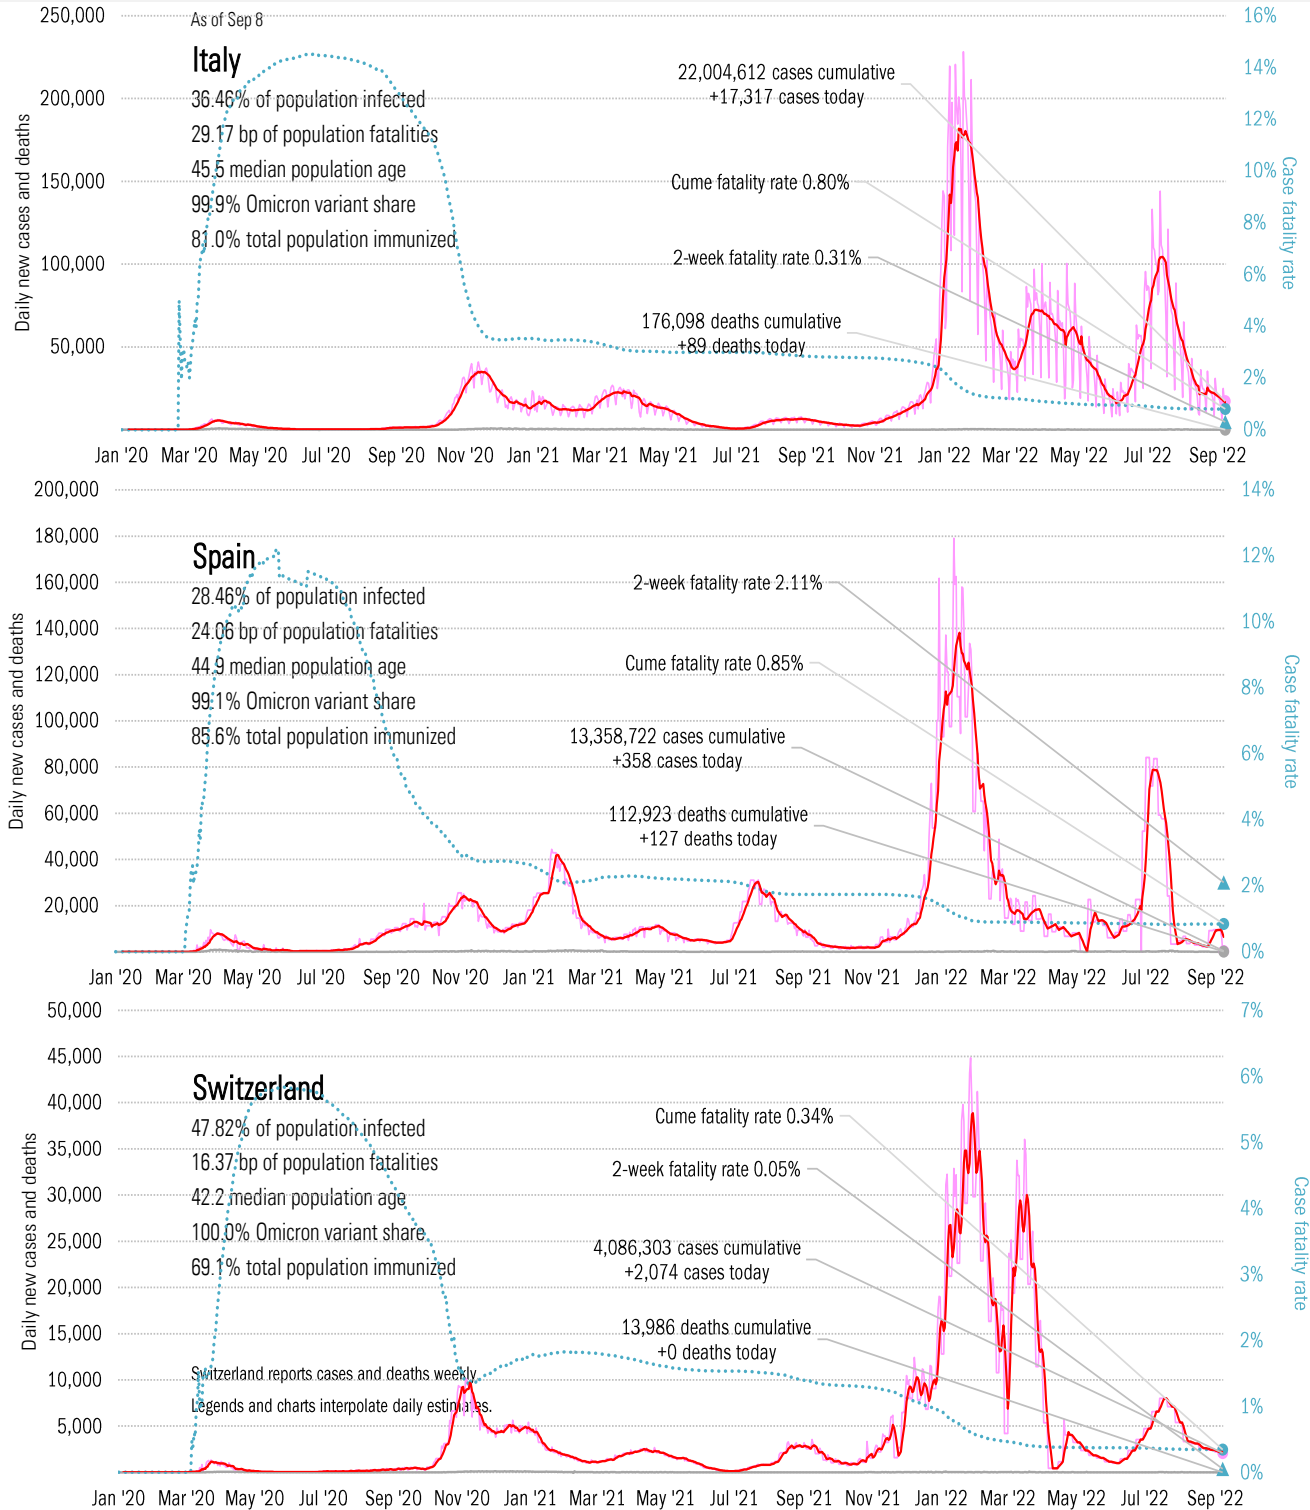 As of Sep 8
Italy
36.46% of population infected
29.17 bp of population fatalities
45.5 median population age
99.9% Omicron variant share
81.0% total population immunized
22,004,612 cases cumulative
+17,317 cases today
Cume fatality rate 0.80%
2-week fatality rate 0.31%
176,098 deaths cumulative
+89 deaths today
Daily new cases and deaths
250,000
200,000
150,000
100,000
50,000
16%
14%
12%
10%
8%
6%
4%
2%
0%
Case fatality rate
Jan '20 Mar '20 May '20 Jul '20 Sep '20 Nov '20 Jan '21 Mar '21 May '21 Jul '21 Sep '21 Nov '21 Jan '22 Mar '22 May '22 Jul '22 Sep '22
Spain
28.46% of population infected
24.06 bp of population fatalities
44.9 median population age
99.1% Omicron variant share
85.6% total population immunized
2-week fatality rate 2.11%
Cume fatality rate 0.85%
13,358,722 cases cumulative
+358 cases today
112,923 deaths cumulative
+127 deaths today
Daily new cases and deaths
200,000
180,000
160,000
140,000
120,000
100,000
80,000
60,000
40,000
20,000
14%
12%
10%
8%
6%
4%
2%
0%
Case fatality rate
Jan '20 Mar '20 May '20 Jul '20 Sep '20 Nov '20 Jan '21 Mar '21 May '21 Jul '21 Sep '21 Nov '21 Jan '22 Mar '22 May '22 Jul '22 Sep '22
Switzerland
47.82% of population infected
16.37 bp of population fatalities
42.2 median population age
100.0% Omicron variant share
69.1% total population immunized
Switzerland reports cases and deaths weekly.
Legends and charts interpolate daily estimates.
Cume fatality rate 0.34%
2-week fatality rate 0.05%
4,086,303 cases cumulative
+2,074 cases today
13,986 deaths cumulative
+0 deaths today
Daily new cases and deaths
50,000
45,000
40,000
35,000
30,000
25,000
20,000
15,000
10,000
5,000
7%
6%
5%
4%
3%
2%
1%
0%
Case fatality rate
Jan '20 Mar '20 May '20 Jul '20 Sep '20 Nov '20 Jan '21 Mar '21 May '21 Jul '21 Sep '21 Nov '21 Jan '22 Mar '22 May '22 Jul '22 Sep '22